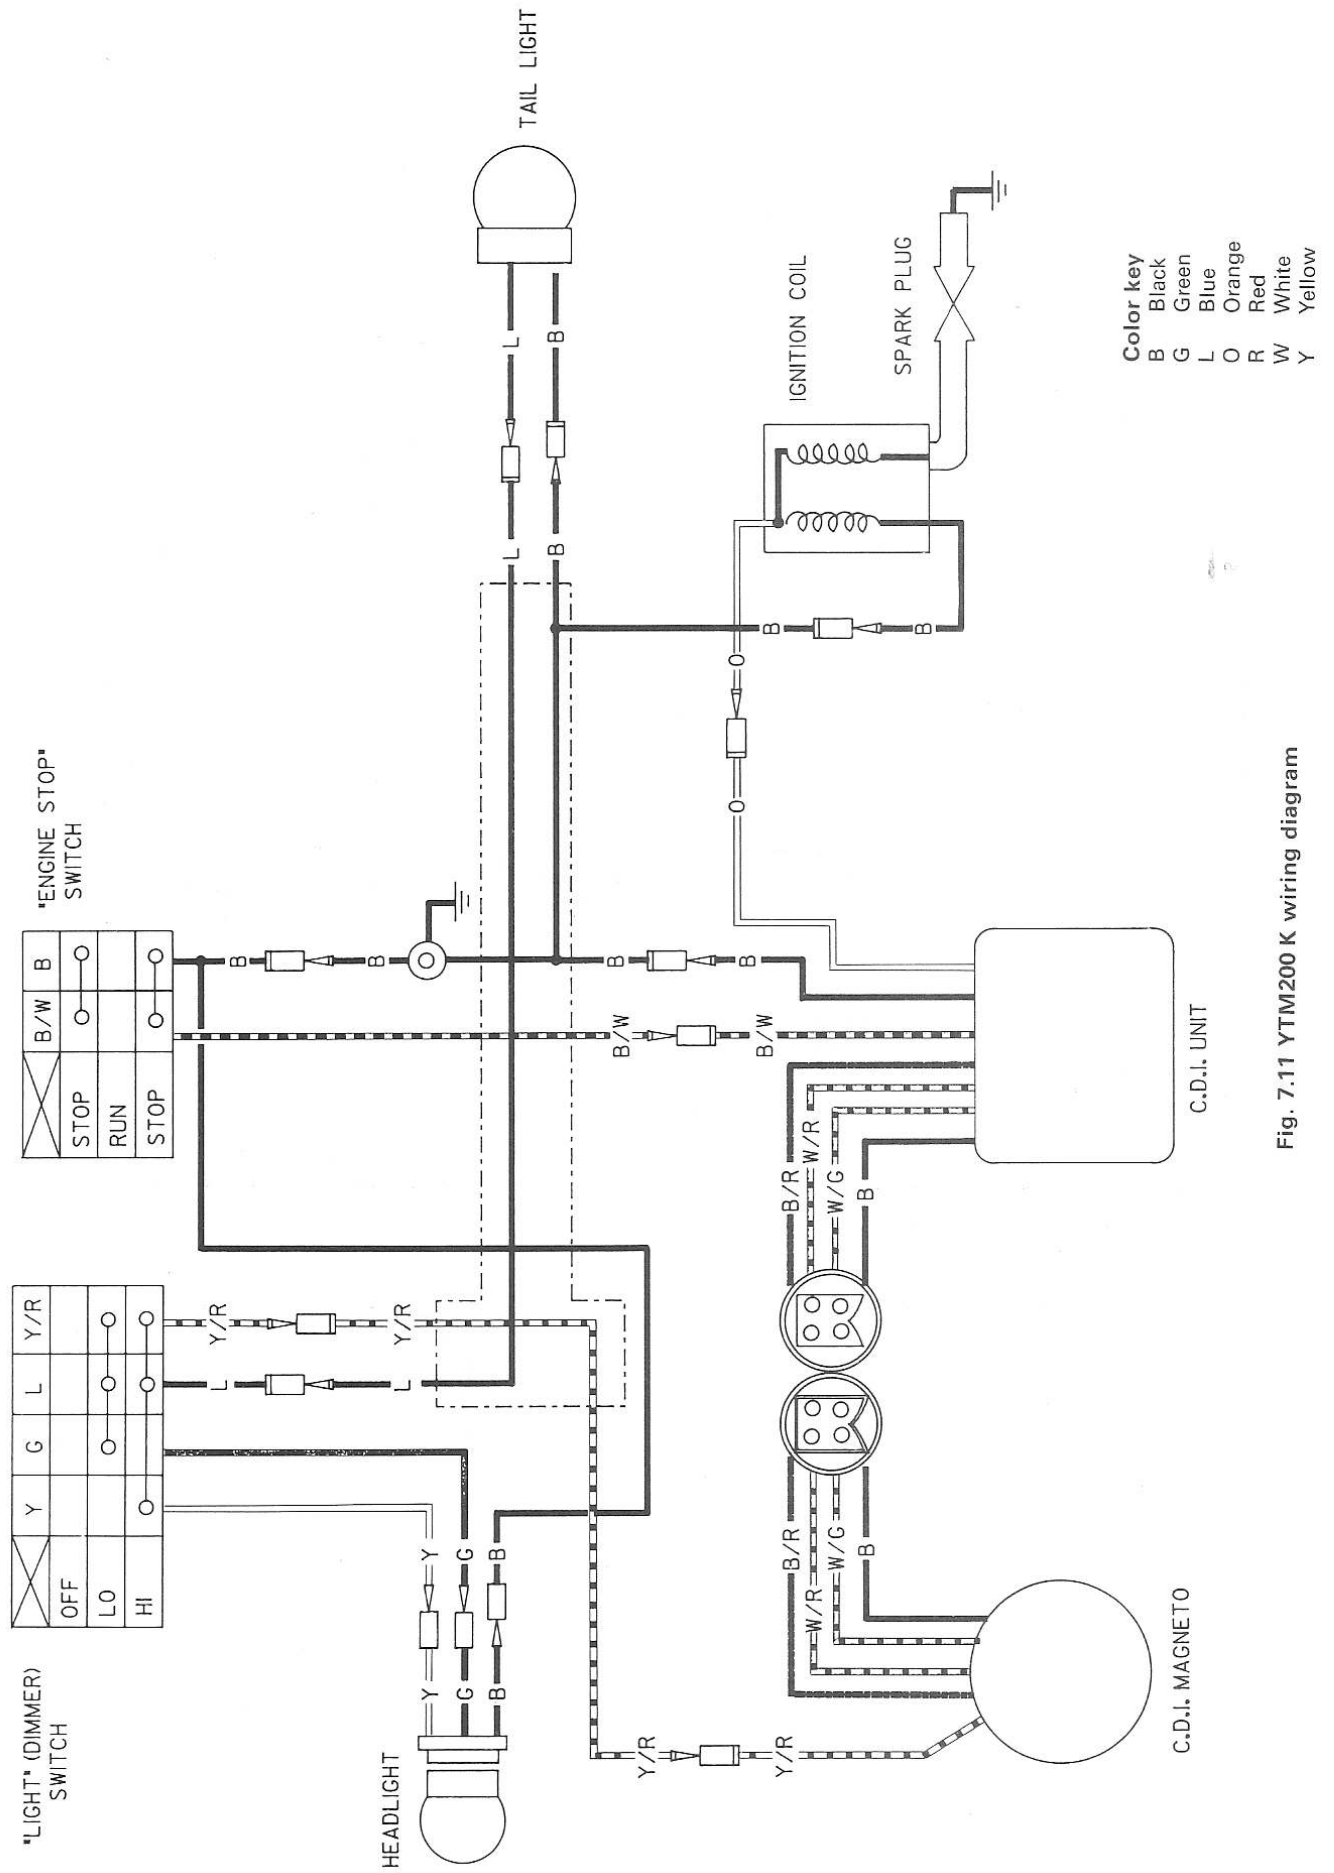 "LIGHT" (DIMMER)
SWITCH
Y G L Y/R
OFF
LO
HI
"ENGINE STOP"
SWITCH
B/W B
STOP
RUN
STOP
TAIL LIGHT
HEADLIGHT
Y Y
G G
B B
Y/R Y/R
L L
B B
B/W B/W
B B
L L
B B
Y/R Y/R
O O
B B
IGNITION COIL
SPARK PLUG
B/R B/R
W/R W/R
W/G W/G
B B
C.D.I. MAGNETO
C.D.I. UNIT
Color key
B Black
G Green
L Blue
O Orange
R Red
W White
Y Yellow
Fig. 7.11 YTM200 K wiring diagram